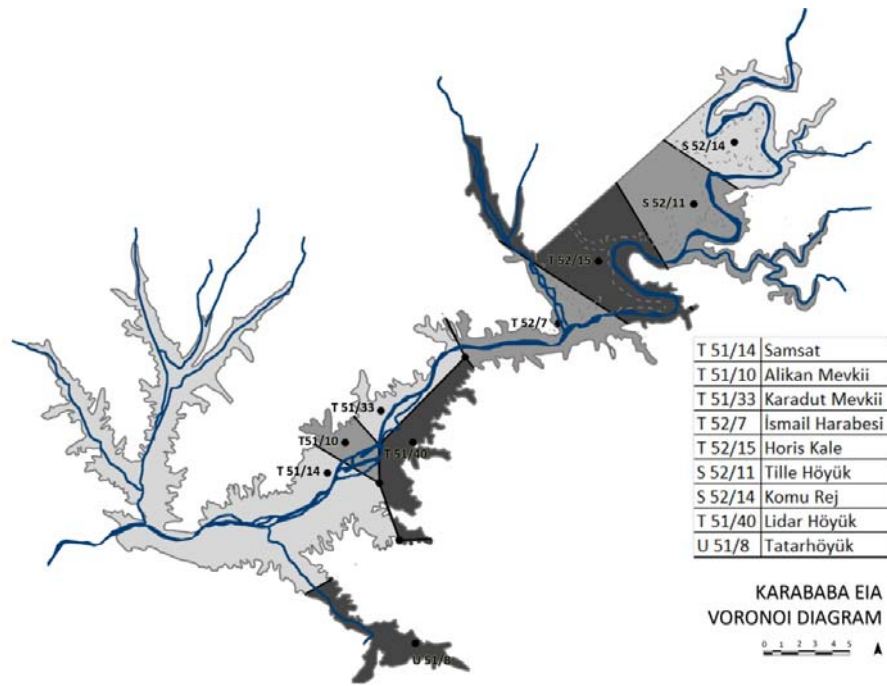 S 52/14
S 52/11
T 52/15
T 52/7
T 51/33
T51/10
T 51/40
T 51/14
U 51/8
T 51/14 Samsat
T 51/10 Alikan Mevkii
T 51/33 Karadut Mevkii
T 52/7 İsmail Harabesi
T 52/15 Horis Kale
S 52/11 Tille Höyük
S 52/14 Komu Rej
T 51/40 Lidar Höyük
U 51/8 Tatarhöyük
KARABABA EIA
VORONOI DIAGRAM
0 1 2 3 4 5